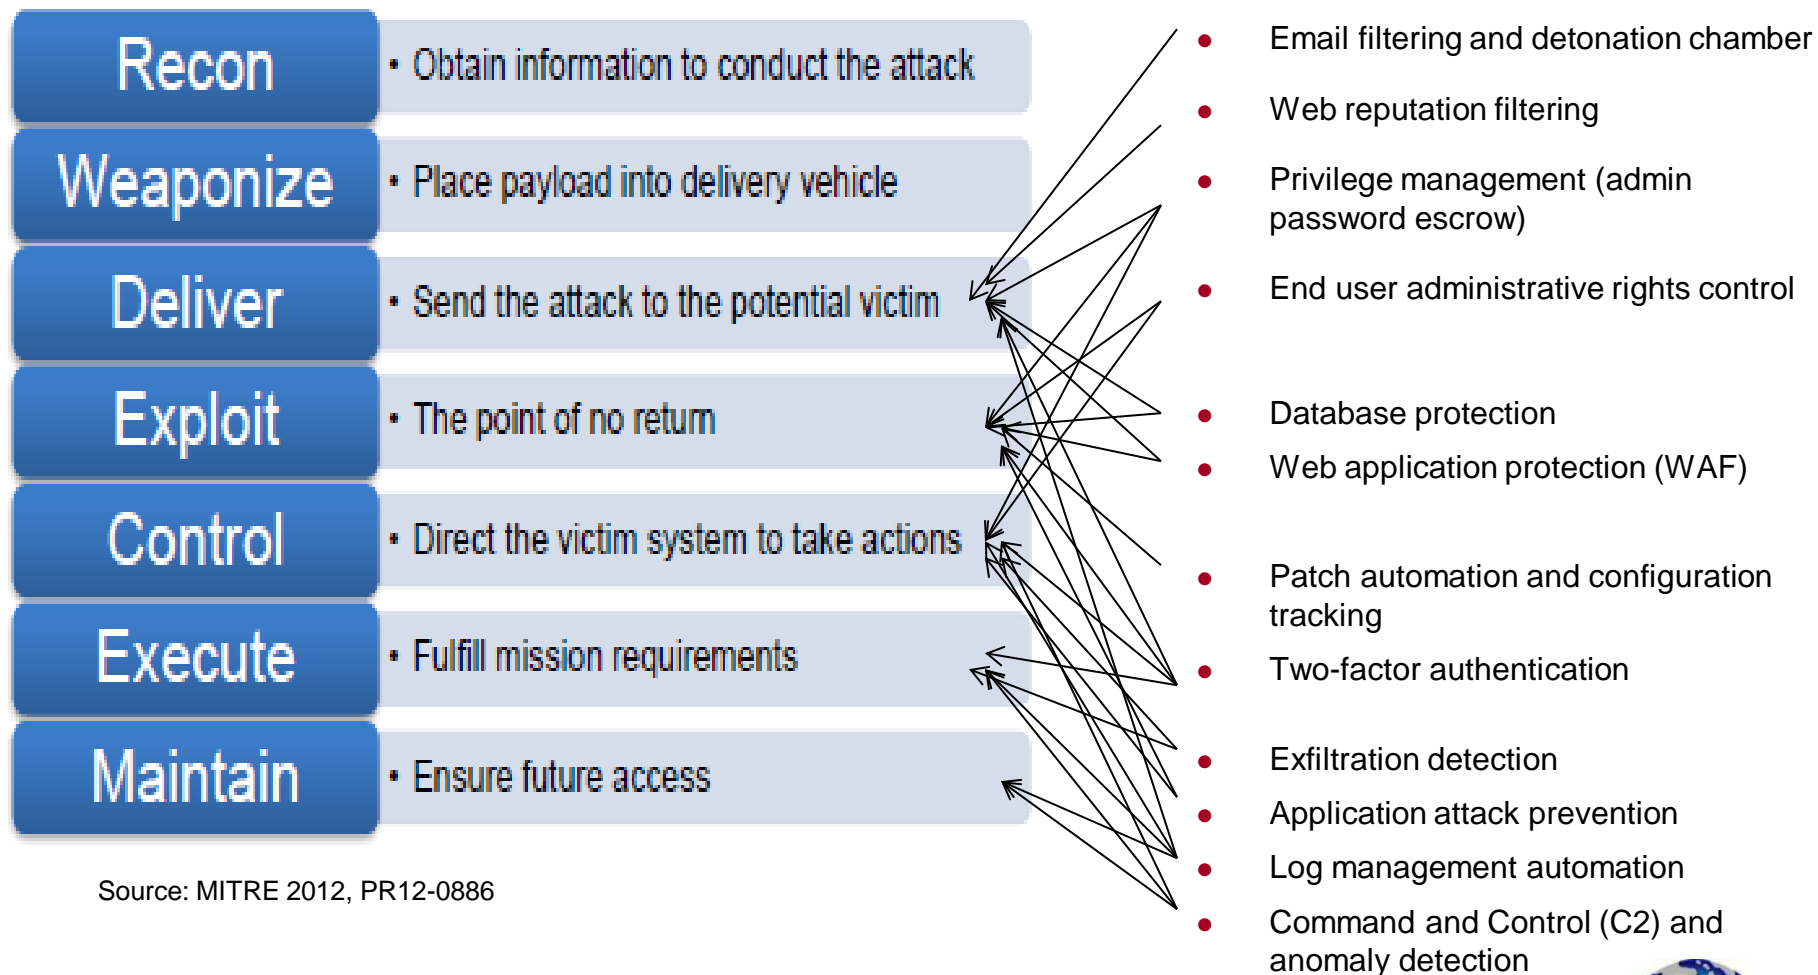 Recon
• Obtain information to conduct the attack
Weaponize
• Place payload into delivery vehicle
Deliver
• Send the attack to the potential victim
Exploit
• The point of no return
Control
• Direct the victim system to take actions
Execute
• Fulfill mission requirements
Maintain
• Ensure future access
Source: MITRE 2012, PR12-0886
• Email filtering and detonation chamber
• Web reputation filtering
• Privilege management (admin
password escrow)
• End user administrative rights control
• Database protection
• Web application protection (WAF)
• Patch automation and configuration
tracking
• Two-factor authentication
• Exfiltration detection
• Application attack prevention
• Log management automation
• Command and Control (C2) and
anomaly detection